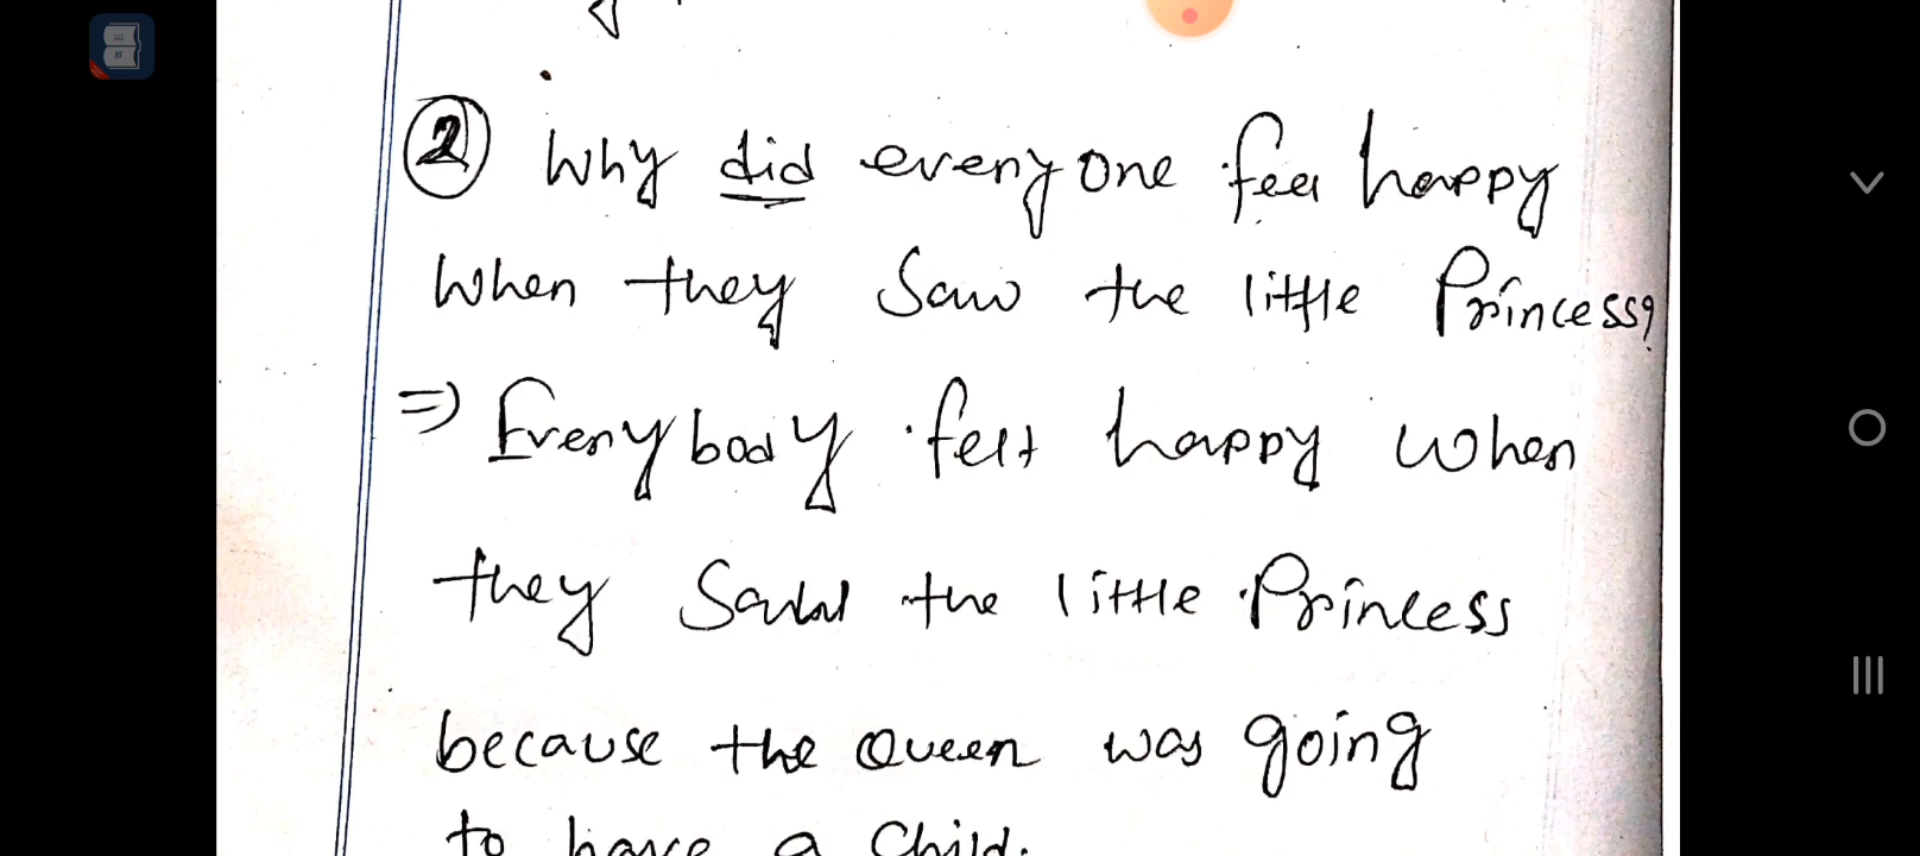 ② Why did everyone feel happy
When they Saw the little Princess?
⇒ Everybody felt happy when
they Saw the little Princess
because the Queen was going
to have a Child.